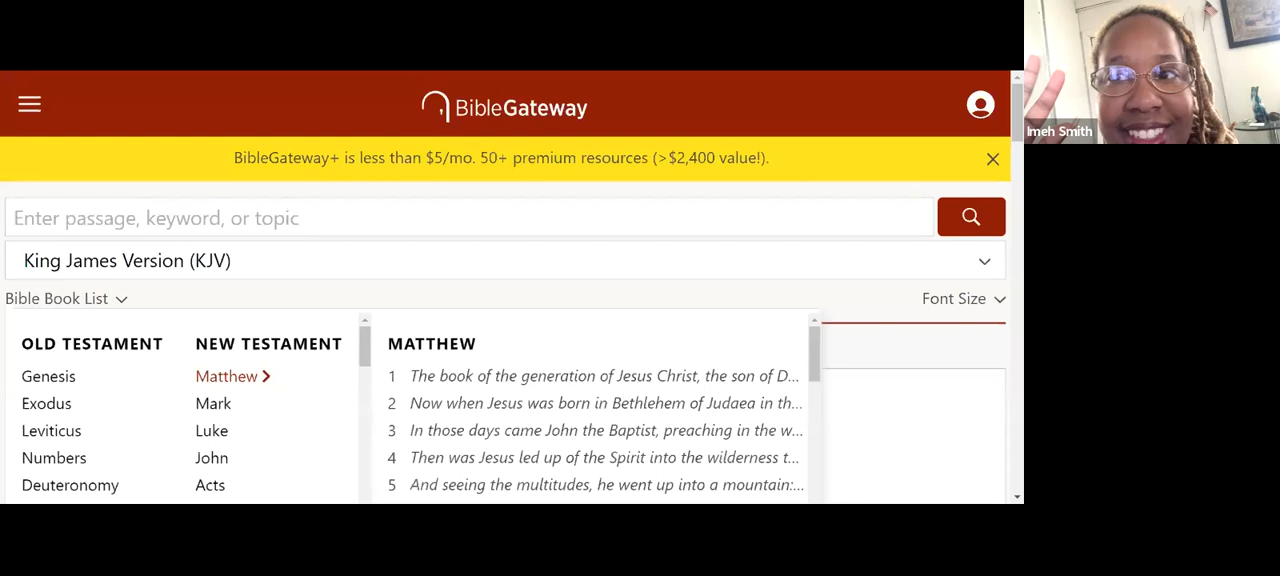 BibleGateway
Imeh Smith
BibleGateway+ is less than $5/mo. 50+ premium resources (>$2,400 value!).
Enter passage, keyword, or topic
King James Version (KJV)
Bible Book List
Font Size
OLD TESTAMENT
Genesis
Exodus
Leviticus
Numbers
Deuteronomy
NEW TESTAMENT
Matthew
Mark
Luke
John
Acts
MATTHEW
1 The book of the generation of Jesus Christ, the son of D...
2 Now when Jesus was born in Bethlehem of Judaea in th...
3 In those days came John the Baptist, preaching in the w...
4 Then was Jesus led up of the Spirit into the wilderness t...
5 And seeing the multitudes, he went up into a mountain:...